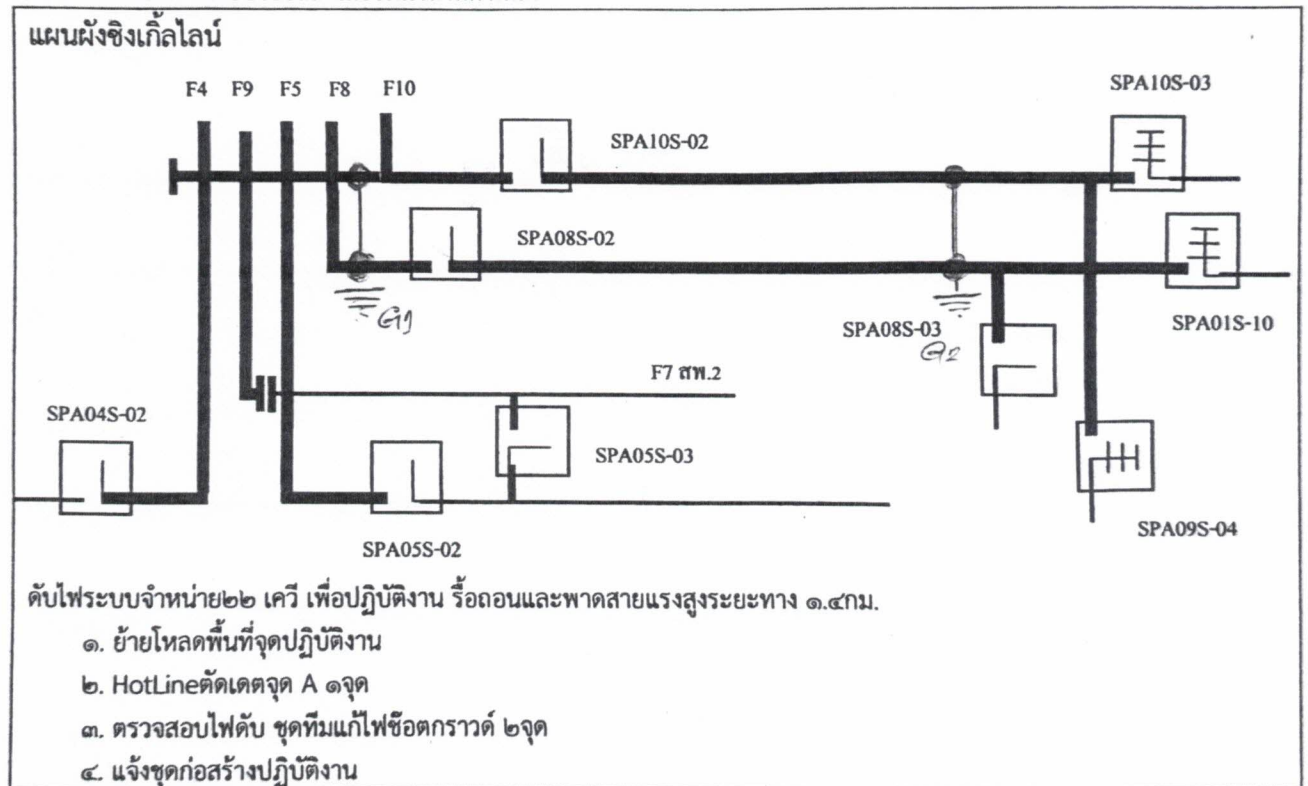 แผนผังซิงเกิ้ลไลน์
F4 F9 F5 F8 F10
SPA10S-03
SPA10S-02
SPA08S-02
G1
SPA01S-10
SPA08S-03
G2
F7 สพ.2
SPA04S-02
SPA05S-03
SPA09S-04
SPA05S-02
ดับไฟระบบจำหน่าย๒๒ เควี เพื่อปฏิบัติงาน รื้อถอนและพาดสายแรงสูงระยะทาง ๑.๔กม.
๑. ย้ายโหลดพื้นที่จุดปฏิบัติงาน
๒. HotLineตัดเดตจุด A ๑จุด
๓. ตรวจสอบไฟดับ ชุดทีมแก้ไฟช๊อตกราวด์ ๒จุด
๔. แจ้งชุดก่อสร้างปฏิบัติงาน